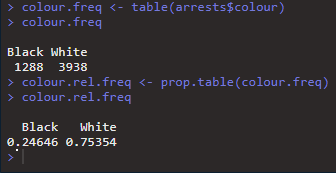 > colour.freq <- table(arrests$colour)
> colour.freq
Black White
1288 3938
> colour.rel.freq <- prop.table(colour.freq)
> colour.rel.freq
Black White
0.24646 0.75354
>